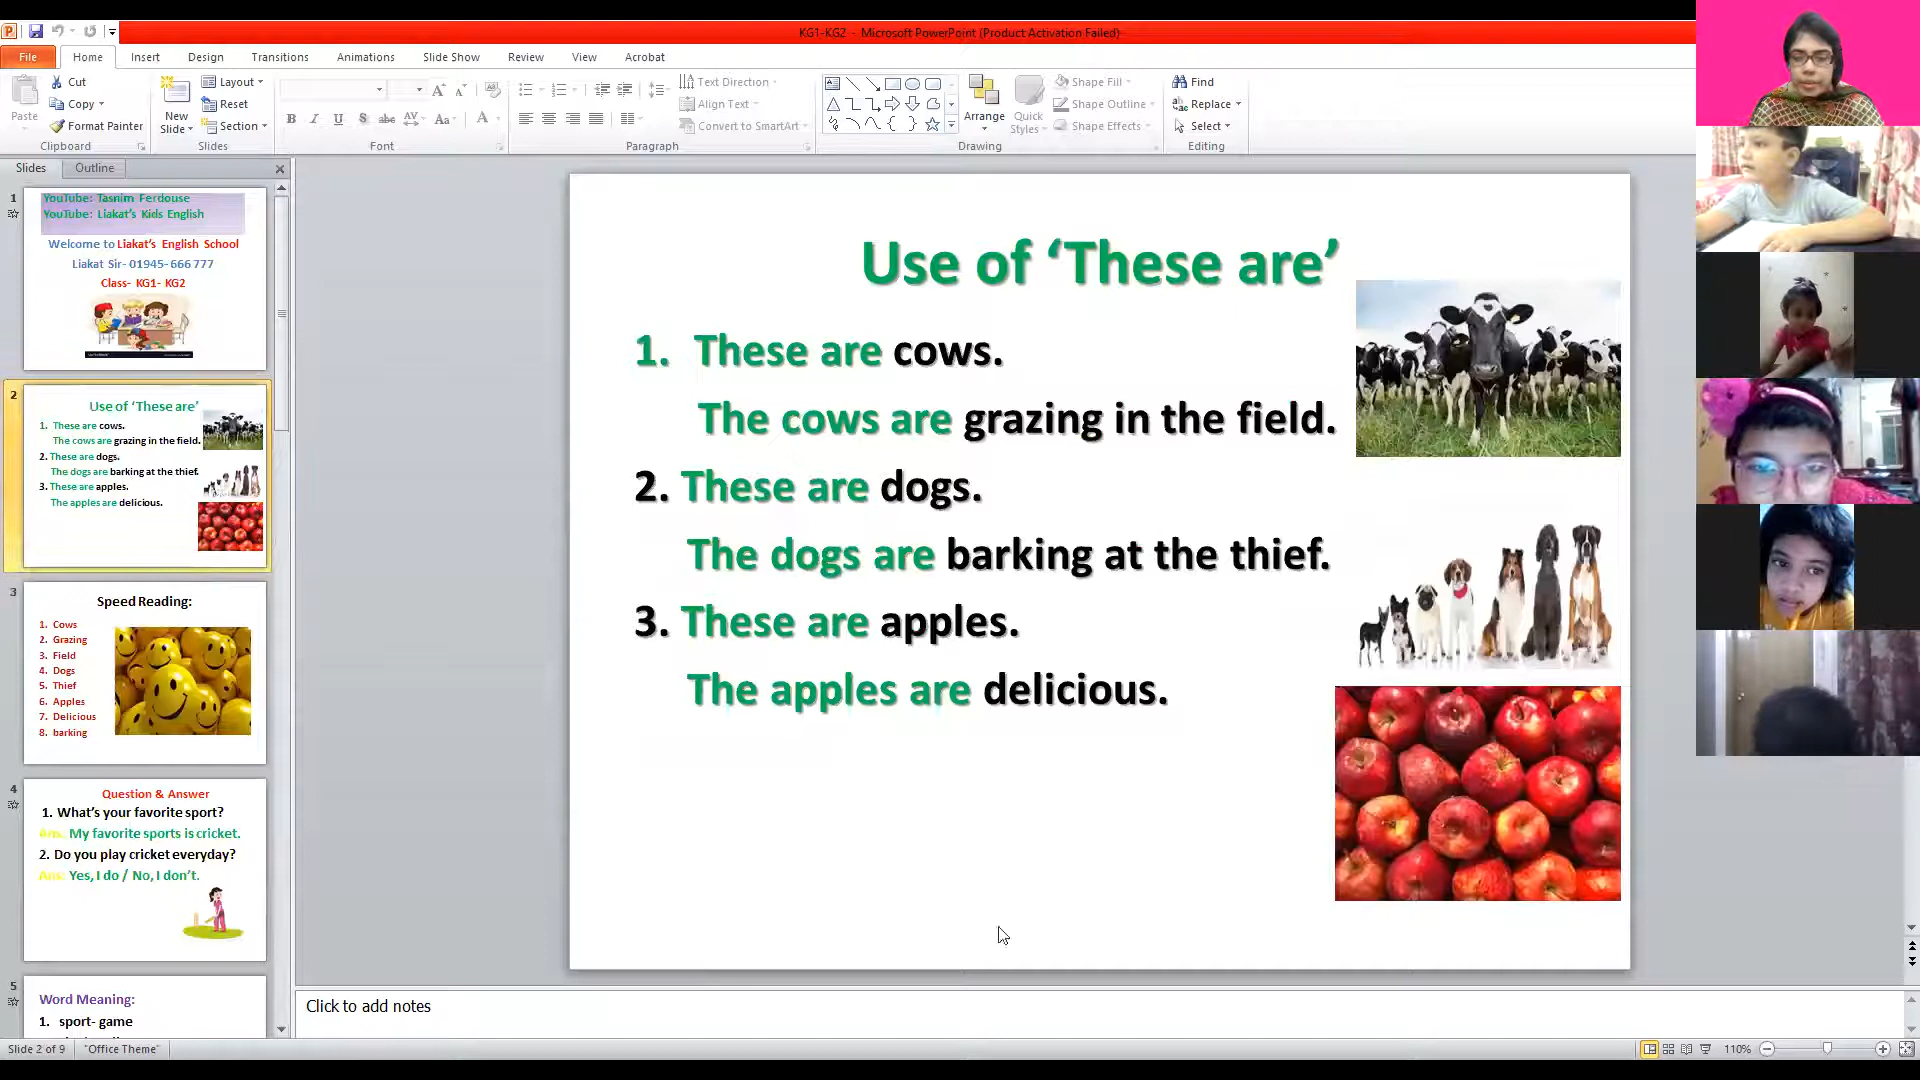 KG1-KG2 - Microsoft PowerPoint (Product Activation Failed)
File Home Insert Design Transitions Animations Slide Show Review View Acrobat
Paste
Cut
Copy
Format Painter
Clipboard
New
Slide
Layout
Reset
Section
Slides
Font
Text Direction
Align Text
Convert to SmartArt
Paragraph
Arrange
Quick
Styles
Shape Fill
Shape Outline
Shape Effects
Drawing
Find
Replace
Select
Editing
Slides Outline
1
YouTube: Tasnim Ferdouse
YouTube: Liakat's Kids English
Welcome to Liakat's English School
Liakat Sir- 01945- 666 777
Class- KG1- KG2
2
Use of ‘These are’
1. These are cows.
The cows are grazing in the field.
2. These are dogs.
The dogs are barking at the thief.
3. These are apples.
The apples are delicious.
3
Speed Reading:
1. Cows
2. Grazing
3. Field
4. Dogs
5. Thief
6. Apples
7. Delicious
8. barking
4
Question & Answer
1. What's your favorite sport?
Ans: My favorite sports is cricket.
2. Do you play cricket everyday?
Ans: Yes, I do / No, I don't.
5
Word Meaning:
1. sport- game
Use of ‘These are’
1. These are cows.
The cows are grazing in the field.
2. These are dogs.
The dogs are barking at the thief.
3. These are apples.
The apples are delicious.
Click to add notes
Slide 2 of 9 "Office Theme" 110%